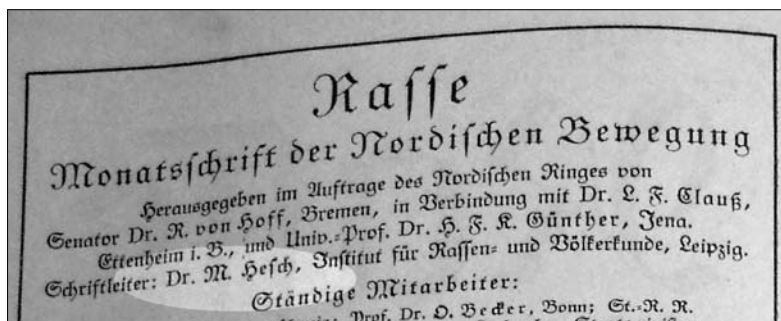 Rasse
Monatsschrift der Nordischen Bewegung
Herausgegeben im Auftrage des Nordischen Ringes von
Senator Dr. R. von Hoff, Bremen, in Verbindung mit Dr. L. F. Clauß,
Ettenheim i. B., und Univ.-Prof. Dr. H. F. K. Günther, Jena.
Schriftleiter: Dr. M. Hesch, Institut für Rassen- und Völkerkunde, Leipzig.
Ständige Mitarbeiter:
Prof. Dr. O. Becker, Bonn; St.-R. R.